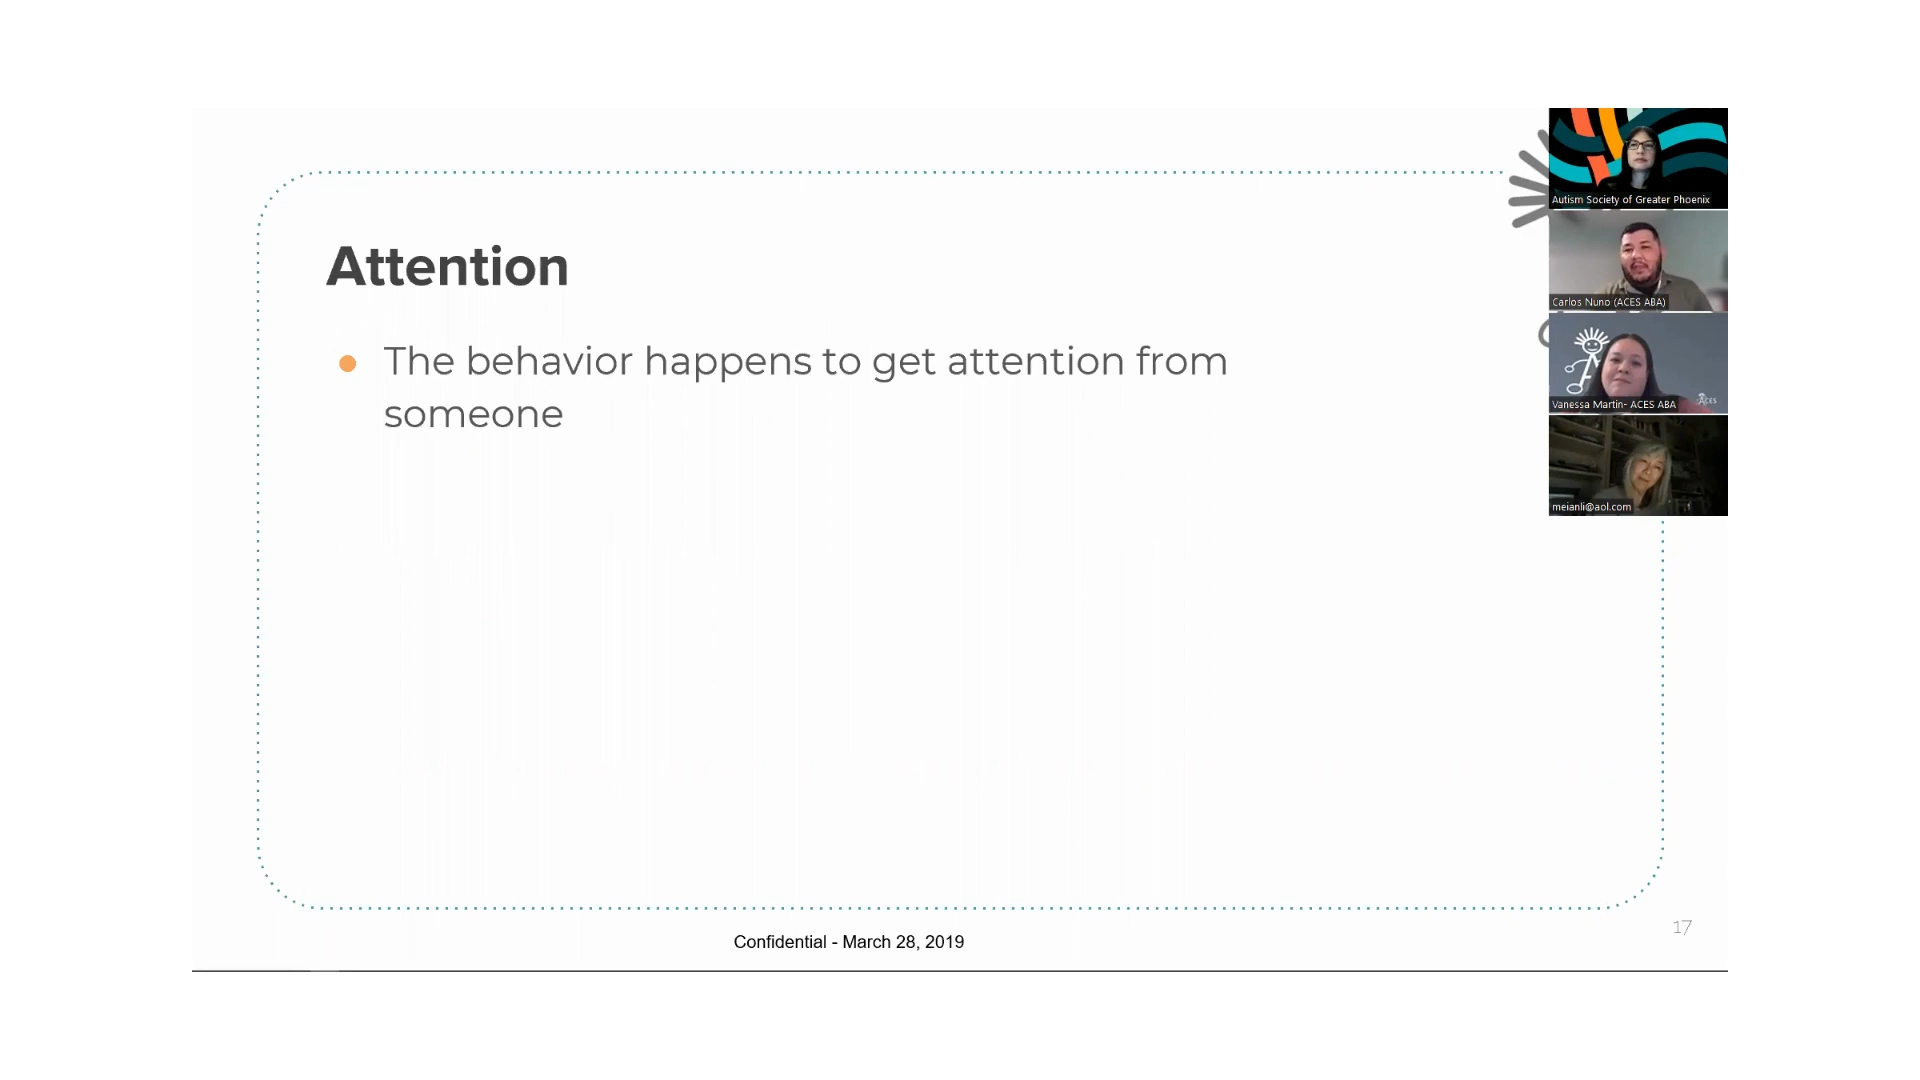 Autism Society of Greater Phoenix
Attention
Carlos Nuno (ACES ABA)
The behavior happens to get attention from
someone
Vanessa Martin- ACES ABA
ACES
meianli@aol.com
17
Confidential - March 28, 2019